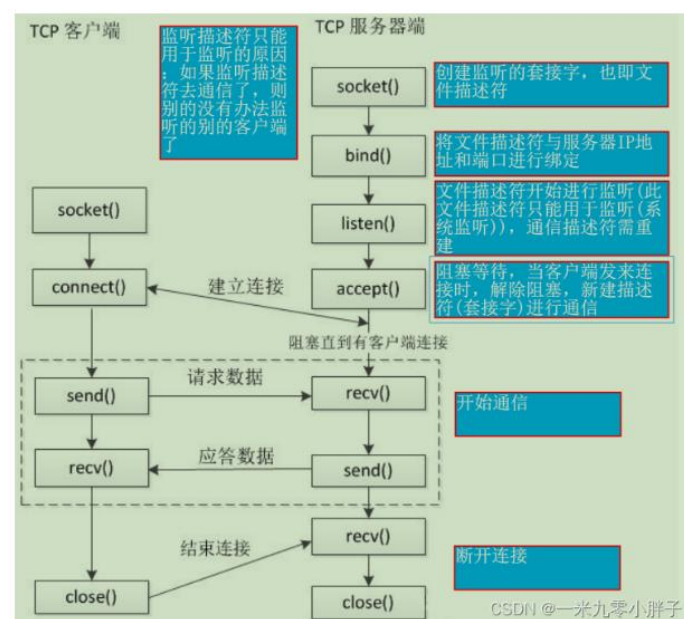 TCP 客户端
TCP 服务器端
监听描述符只能
用于监听的原因
：如果监听描述
符去通信了，则
别的没有办法监
听的别的客户端
了
socket()
创建监听的套接字，也即文
件描述符
bind()
将文件描述符与服务器IP地
址和端口进行绑定
socket()
listen()
文件描述符开始进行监听(此
文件描述符只能用于监听(系
统监听))，通信描述符需重
建
connect()
建立连接
accept()
阻塞等待，当客户端发来连
接时，解除阻塞，新建描述
符(套接字)进行通信
阻塞直到有客户端连接
send()
请求数据
recv()
开始通信
recv()
应答数据
send()
结束连接
recv()
断开连接
close()
close()
CSDN @一米九零小胖子